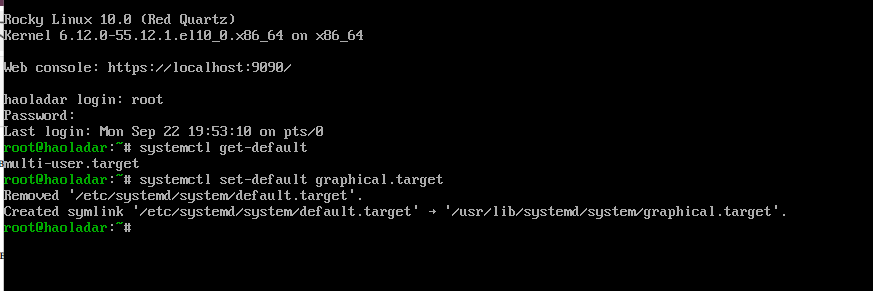 Rocky Linux 10.0 (Red Quartz)
Kernel 6.12.0-55.12.1.el10_0.x86_64 on x86_64
Web console: https://localhost:9090/
haoladar login: root
Password:
Last login: Mon Sep 22 19:53:10 on pts/0
root@haoladar:~# systemctl get-default
multi-user.target
root@haoladar:~# systemctl set-default graphical.target
Removed '/etc/systemd/system/default.target'.
Created symlink '/etc/systemd/system/default.target' → '/usr/lib/systemd/system/graphical.target'.
root@haoladar:~#